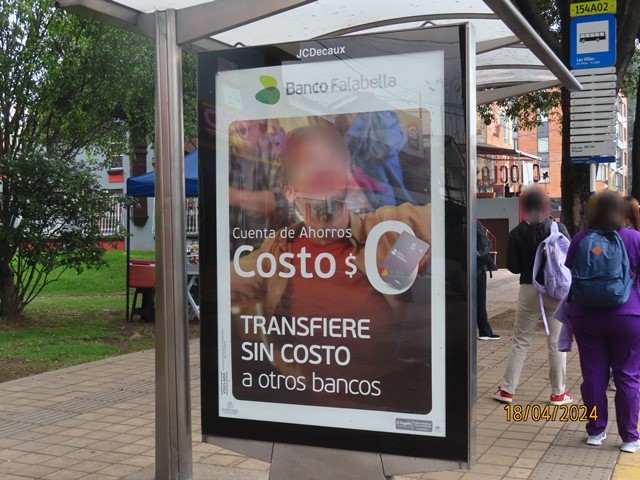 154A02
JCDecaux
Banco Falabella
Cuenta de Ahorros
Costo $0
TRANSFIERE
SIN COSTO
a otros bancos
18/04/2024